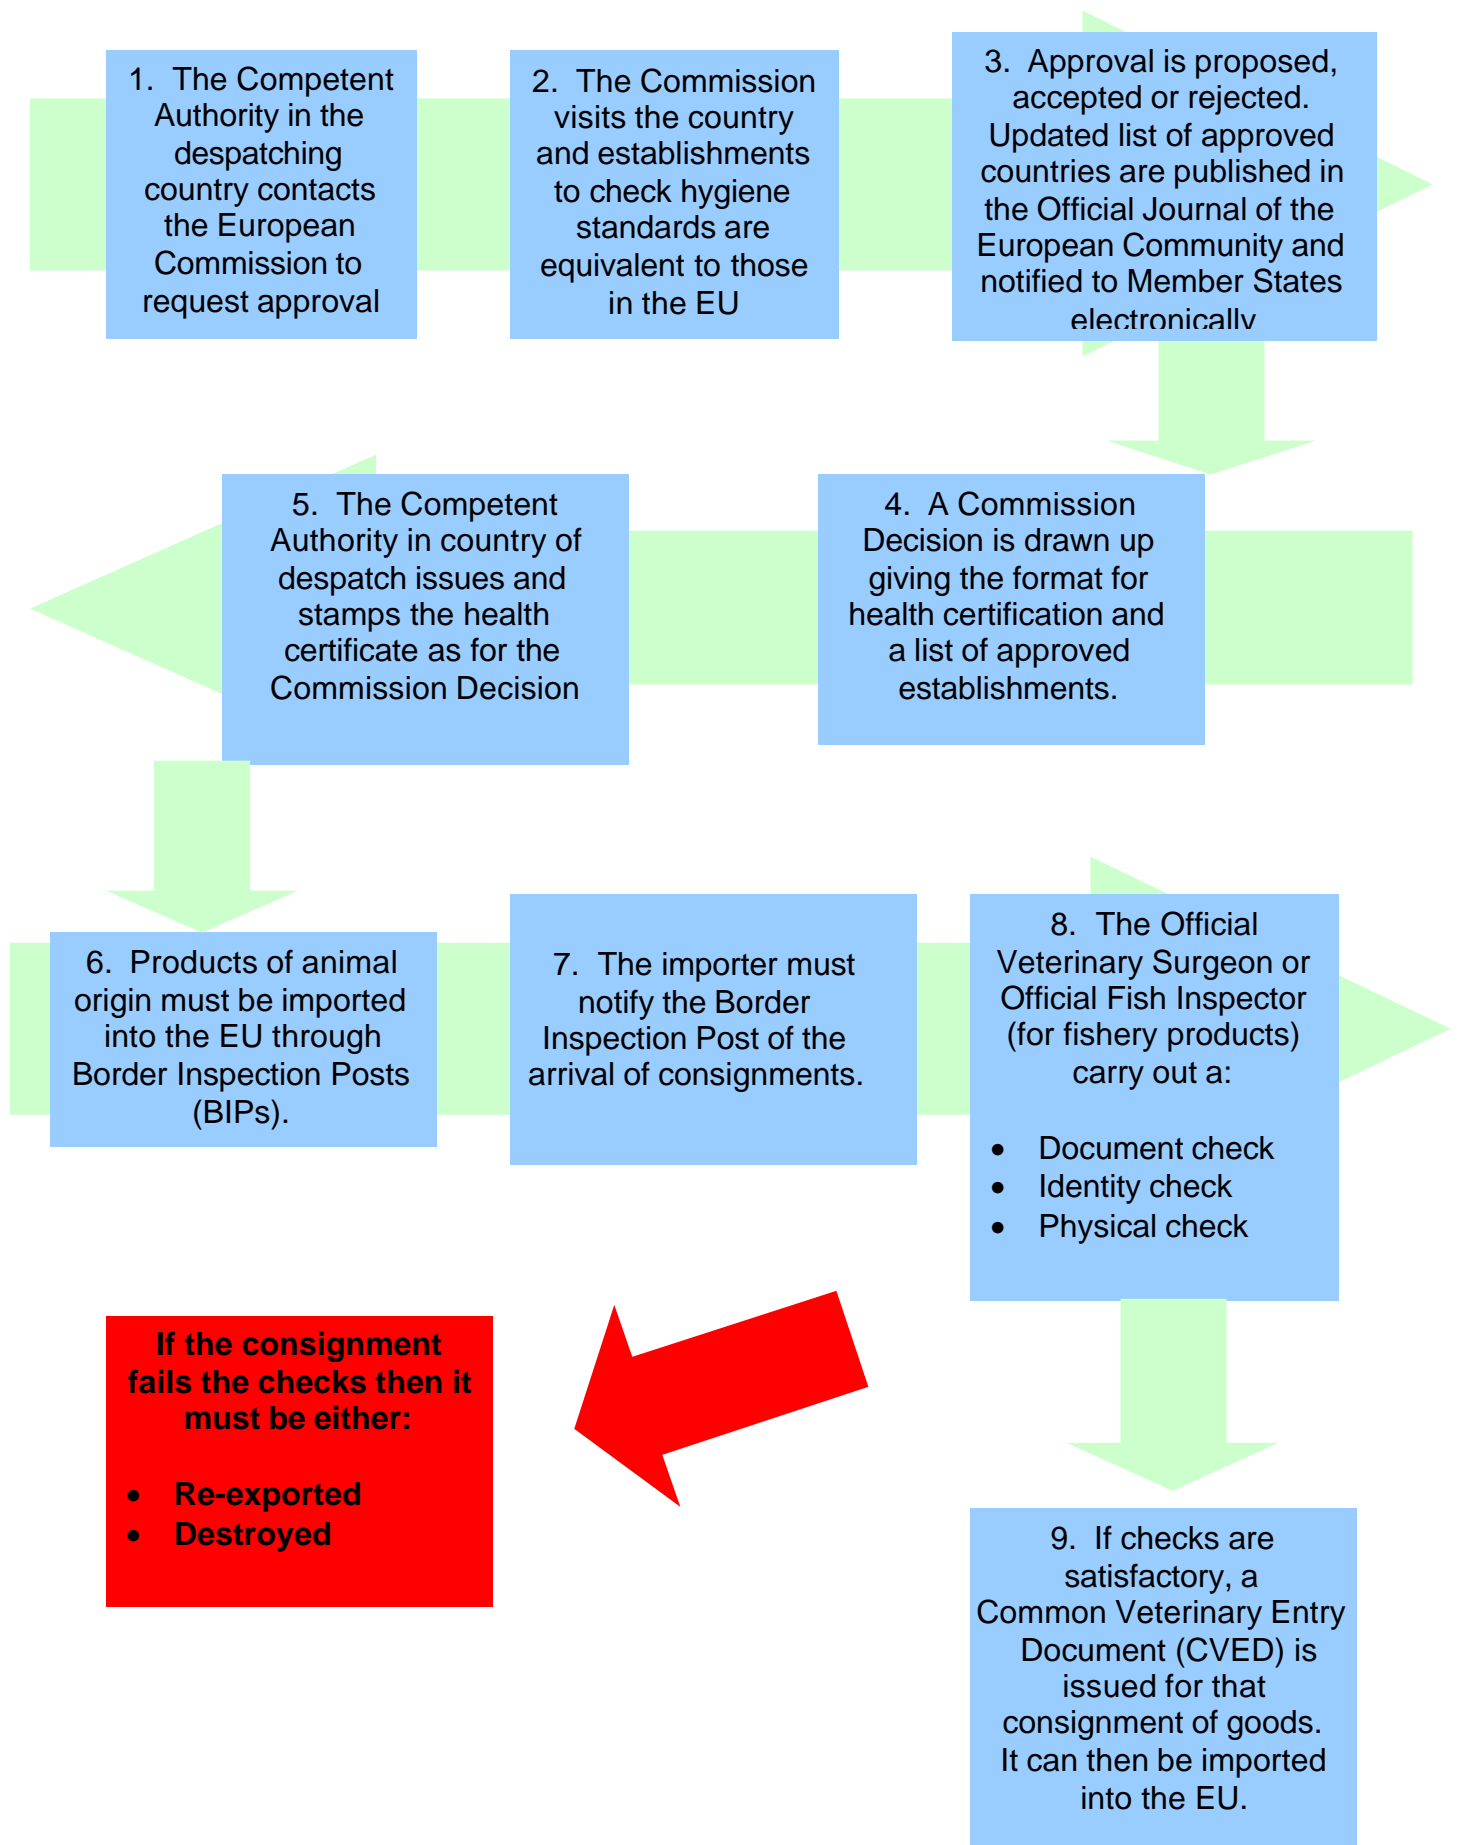 1. The Competent
Authority in the
despatching
country contacts
the European
Commission to
request approval
2. The Commission
visits the country
and establishments
to check hygiene
standards are
equivalent to those
in the EU
3. Approval is proposed,
accepted or rejected.
Updated list of approved
countries are published in
the Official Journal of the
European Community and
notified to Member States
electronically
4. A Commission
Decision is drawn up
giving the format for
health certification and
a list of approved
establishments.
5. The Competent
Authority in country of
despatch issues and
stamps the health
certificate as for the
Commission Decision
6. Products of animal
origin must be imported
into the EU through
Border Inspection Posts
(BIPs).
7. The importer must
notify the Border
Inspection Post of the
arrival of consignments.
8. The Official
Veterinary Surgeon or
Official Fish Inspector
(for fishery products)
carry out a:
• Document check
• Identity check
• Physical check
If the consignment
fails the checks then it
must be either:
• Re-exported
• Destroyed
9. If checks are
satisfactory, a
Common Veterinary Entry
Document (CVED) is
issued for that
consignment of goods.
It can then be imported
into the EU.